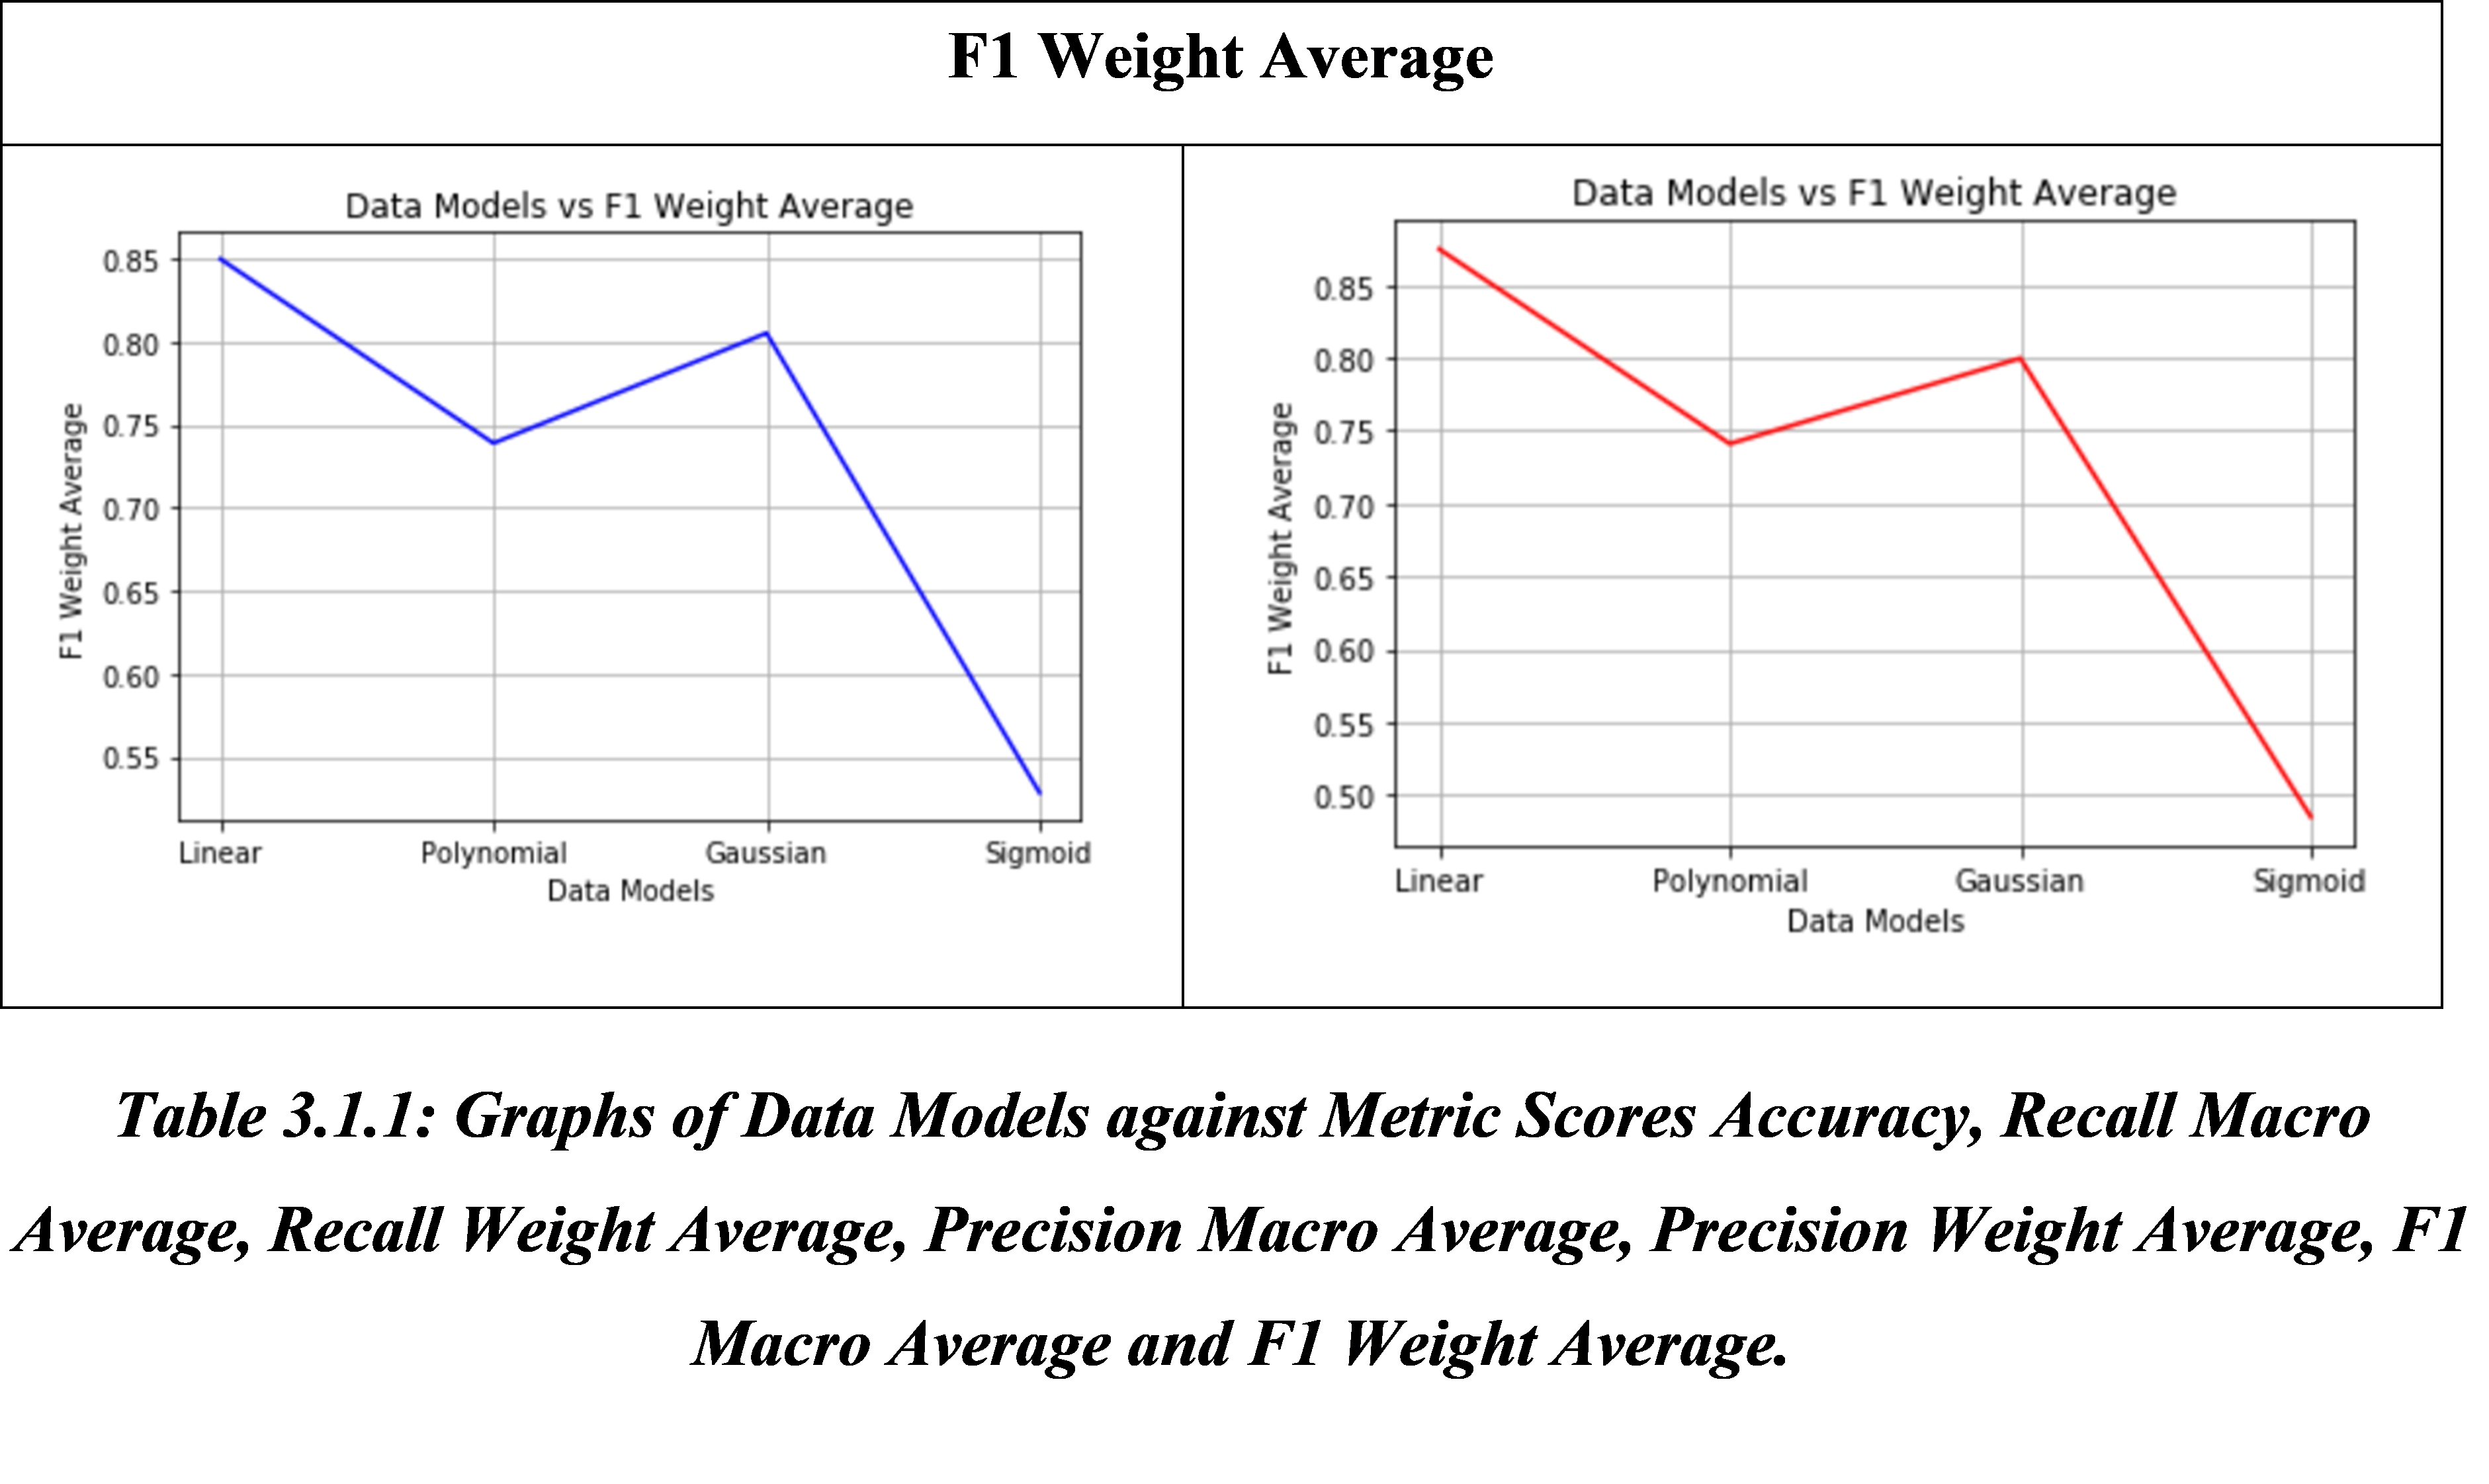 F1 Weight Average
Data Models vs F1 Weight Average
F1 Weight Average
0.85
0.80
0.75
0.70
0.65
0.60
0.55
Linear Polynomial Gaussian Sigmoid
Data Models
Data Models vs F1 Weight Average
F1 Weight Average
0.85
0.80
0.75
0.70
0.65
0.60
0.55
0.50
Linear Polynomial Gaussian Sigmoid
Data Models
Table 3.1.1: Graphs of Data Models against Metric Scores Accuracy, Recall Macro
Average, Recall Weight Average, Precision Macro Average, Precision Weight Average, F1
Macro Average and F1 Weight Average.